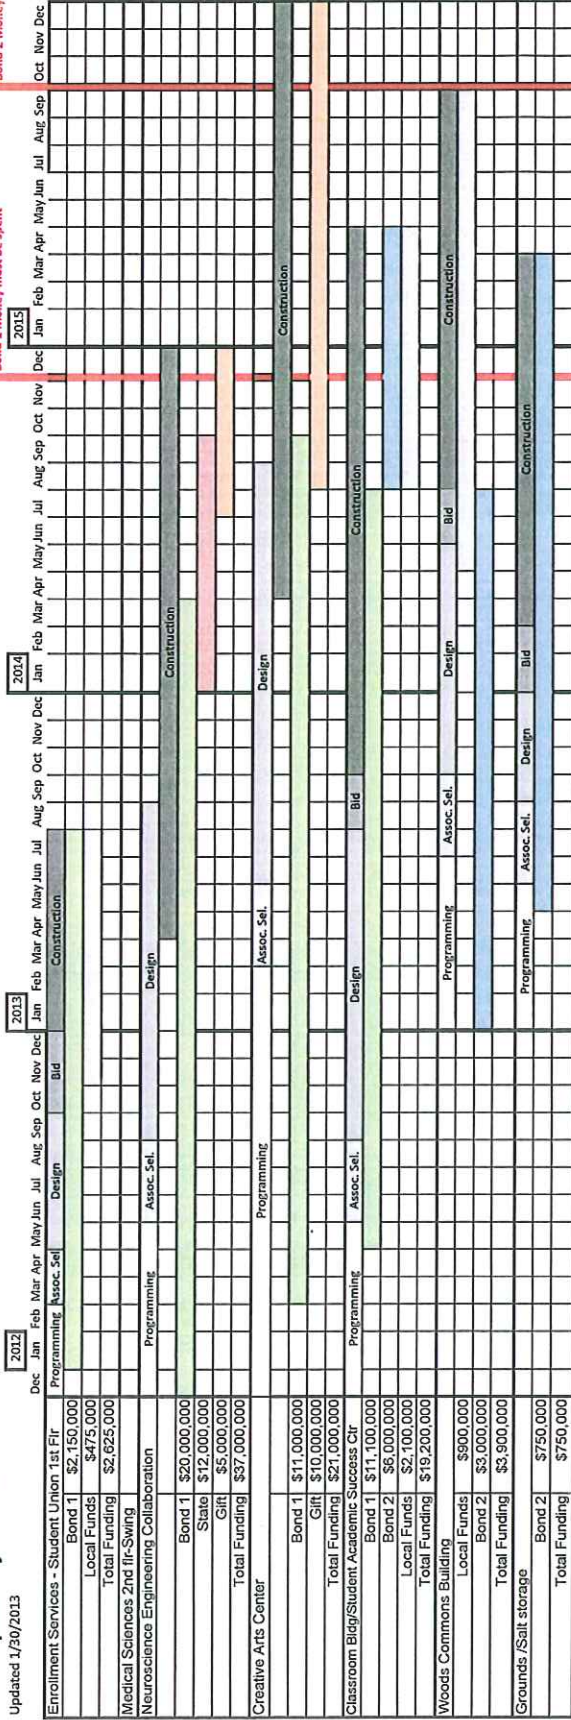 Updated 1/30/2013
2012 2013 2014 2015
Dec Jan Feb Mar Apr May Jun Jul Aug Sep Oct Nov Dec Jan Feb Mar Apr May Jun Jul Aug Sep Oct Nov Dec Jan Feb Mar Apr May Jun Jul Aug Sep Oct Nov Dec Jan Feb Mar Apr May Jun Jul Aug Sep Oct Nov Dec
Enrollment Services - Student Union 1st Flr Programming Assoc. Sel Design Bid Construction
Bond 1 $2,150,000
Local Funds $475,000
Total Funding $2,625,000
Medical Sciences 2nd flr-Swing
Neuroscience Engineering Collaboration Programming Assoc. Sel. Design
Construction
Bond 1 $20,000,000
State $12,000,000
Gift $5,000,000
Total Funding $37,000,000
Creative Arts Center Programming Assoc. Sel. Design
Construction
Bond 1 $11,000,000
Gift $10,000,000
Total Funding $21,000,000
Classroom Bldg/Student Academic Success Ctr Programming Assoc. Sel. Design Bid Construction
Bond 1 $11,100,000
Bond 2 $6,000,000
Local Funds $2,100,000
Total Funding $19,200,000
Woods Commons Building Programming Assoc. Sel. Design Bid Construction
Local Funds $900,000
Bond 2 $3,000,000
Total Funding $3,900,000
Grounds /Salt storage Programming Assoc. Sel. Design Bid Construction
Bond 2 $750,000
Total Funding $750,000